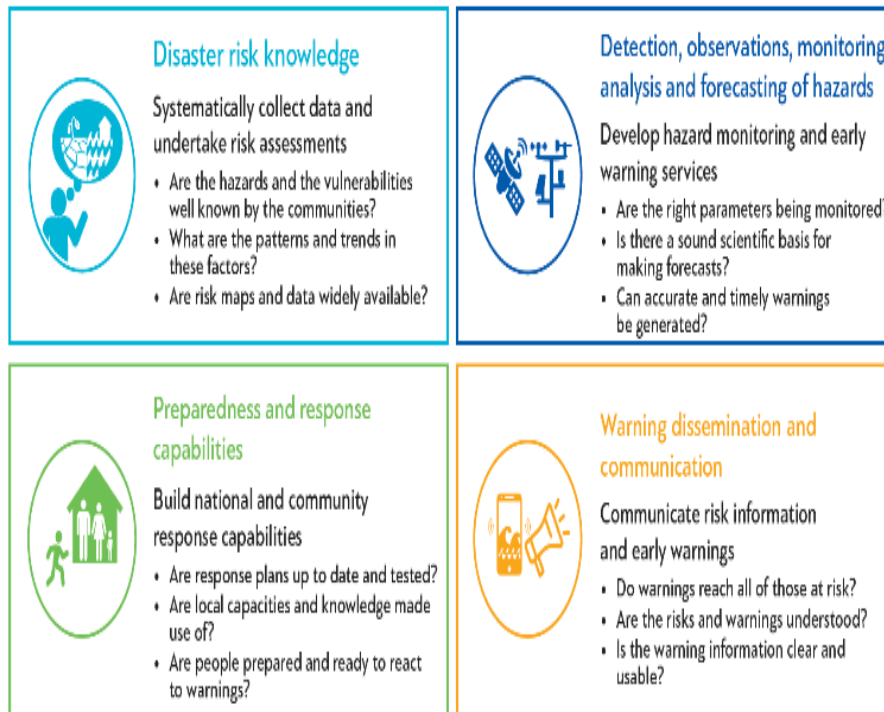 Disaster risk knowledge
Systematically collect data and
undertake risk assessments
• Are the hazards and the vulnerabilities
well known by the communities?
• What are the patterns and trends in
these factors?
• Are risk maps and data widely available?
Detection, observations, monitoring
analysis and forecasting of hazards
Develop hazard monitoring and early
warning services
• Are the right parameters being monitored?
• Is there a sound scientific basis for
making forecasts?
• Can accurate and timely warnings
be generated?
Preparedness and response
capabilities
Build national and community
response capabilities
• Are response plans up to date and tested?
• Are local capacities and knowledge made
use of?
• Are people prepared and ready to react
to warnings?
Warning dissemination and
communication
Communicate risk information
and early warnings
• Do warnings reach all of those at risk?
• Are the risks and warnings understood?
• Is the warning information clear and
usable?